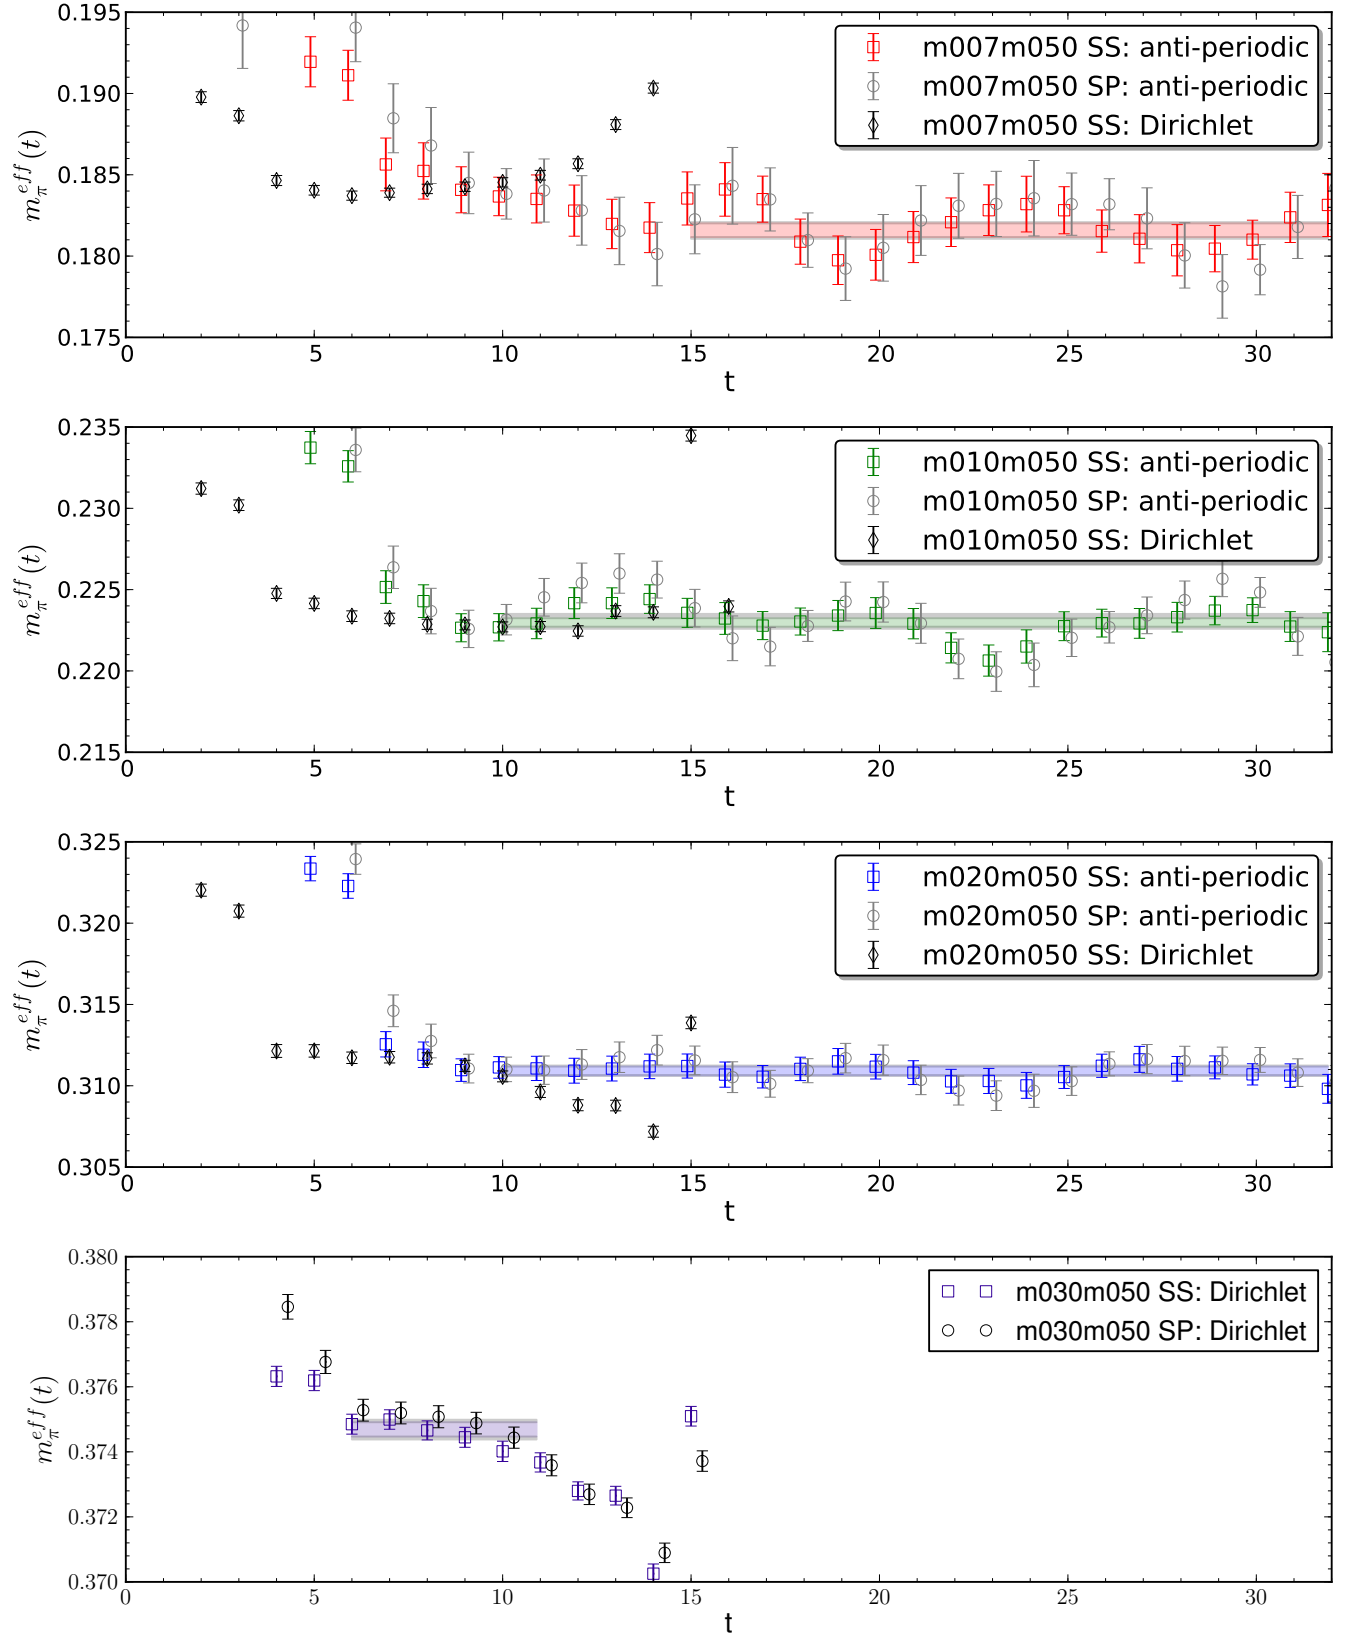 0.195
0.190
0.185
0.180
0.175
m_π^{eff}(t)
m007m050 SS: anti-periodic
m007m050 SP: anti-periodic
m007m050 SS: Dirichlet
0 5 10 15 20 25 30
t
0.235
0.230
0.225
0.220
0.215
m_π^{eff}(t)
m010m050 SS: anti-periodic
m010m050 SP: anti-periodic
m010m050 SS: Dirichlet
0 5 10 15 20 25 30
t
0.325
0.320
0.315
0.310
0.305
m_π^{eff}(t)
m020m050 SS: anti-periodic
m020m050 SP: anti-periodic
m020m050 SS: Dirichlet
0 5 10 15 20 25 30
t
0.380
0.378
0.376
0.374
0.372
0.370
m_π^{eff}(t)
m030m050 SS: Dirichlet
m030m050 SP: Dirichlet
0 5 10 15 20 25 30
t